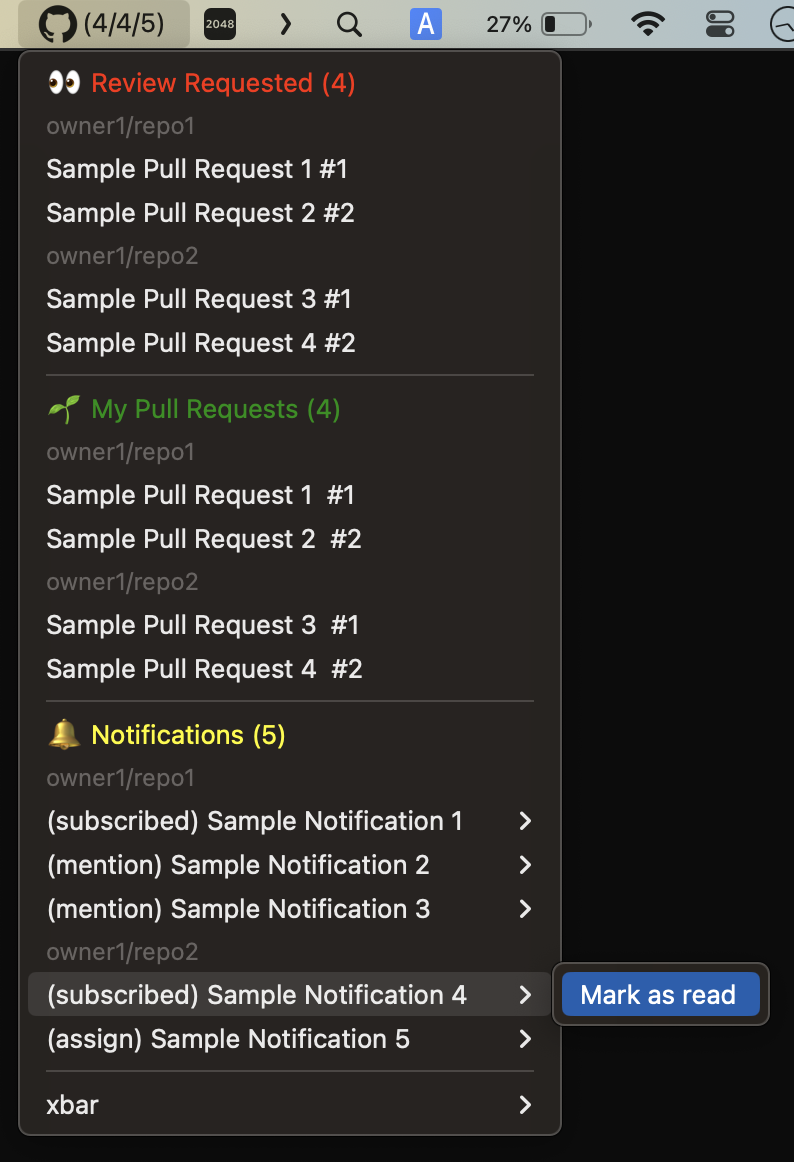 (4/4/5) 2048 A 27%
👀 Review Requested (4)
owner1/repo1
Sample Pull Request 1 #1
Sample Pull Request 2 #2
owner1/repo2
Sample Pull Request 3 #1
Sample Pull Request 4 #2
🌱 My Pull Requests (4)
owner1/repo1
Sample Pull Request 1  #1
Sample Pull Request 2  #2
owner1/repo2
Sample Pull Request 3  #1
Sample Pull Request 4  #2
🔔 Notifications (5)
owner1/repo1
(subscribed) Sample Notification 1
(mention) Sample Notification 2
(mention) Sample Notification 3
owner1/repo2
(subscribed) Sample Notification 4
Mark as read
(assign) Sample Notification 5
xbar